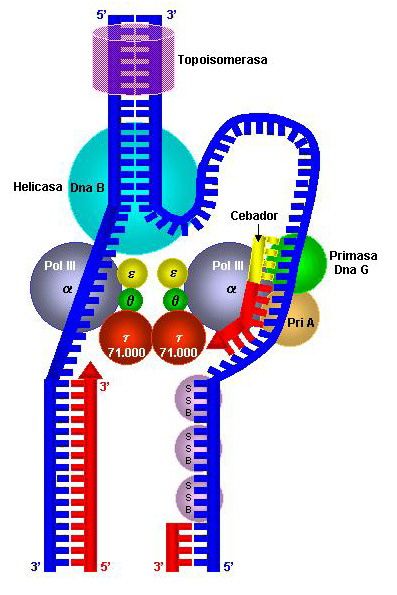 5' 3'
Topoisomerasa
Helicasa Dna B
Cebador
Pol III
α
ε
θ
τ
71.000
ε
θ
τ
71.000
Pol III
α
Primasa
Dna G
Pri A
3'
S
S
B
S
S
B
S
S
B
3' 5' 3' 5'